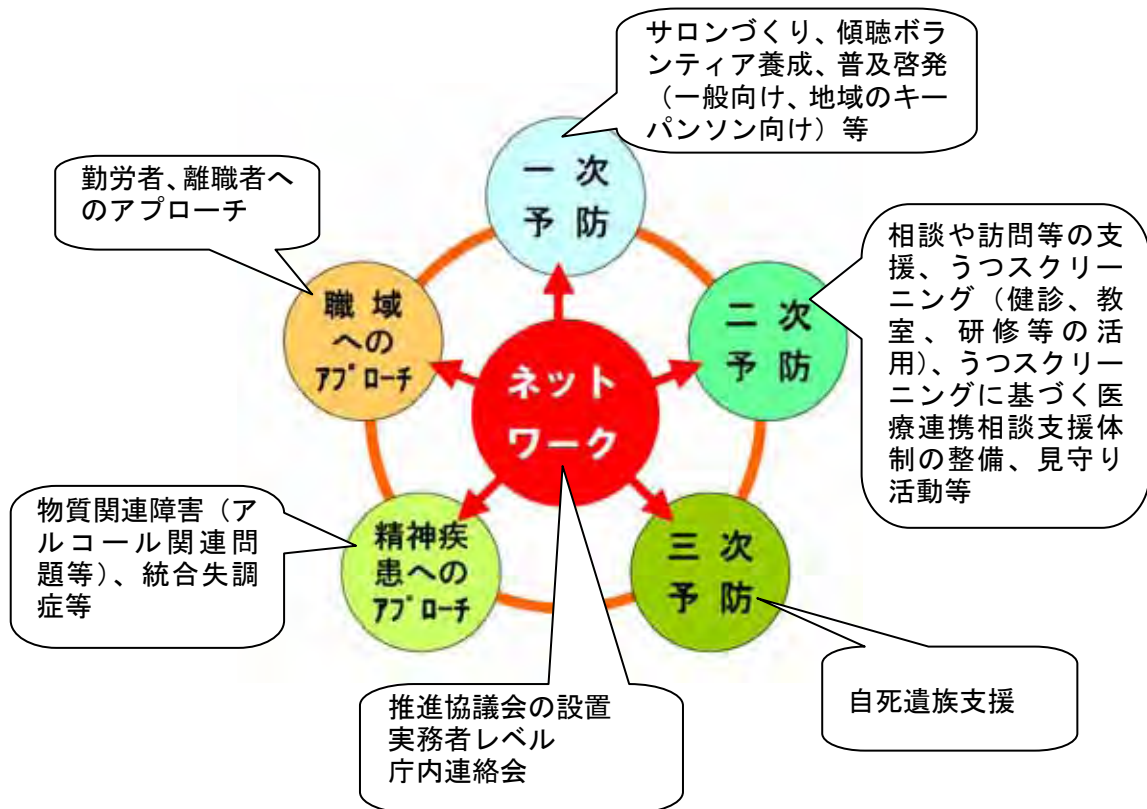 サロンづくり、傾聴ボラ
ンティア養成、普及啓発
（一般向け、地域のキー
パンソン向け）等
一次
予防
勤労者、離職者へ
のアプローチ
職域
への
ｱﾌﾟﾛｰﾁ
相談や訪問等の支
援、うつスクリー
ニング（健診、教
室、研修等の活
用）、うつスクリー
ニングに基づく医
療連携相談支援体
制の整備、見守り
活動等
二次
予防
ネット
ワーク
物質関連障害（ア
ルコール関連問
題等）、統合失調
症等
精神疾
患への
ｱﾌﾟﾛｰﾁ
三次
予防
推進協議会の設置
実務者レベル
庁内連絡会
自死遺族支援